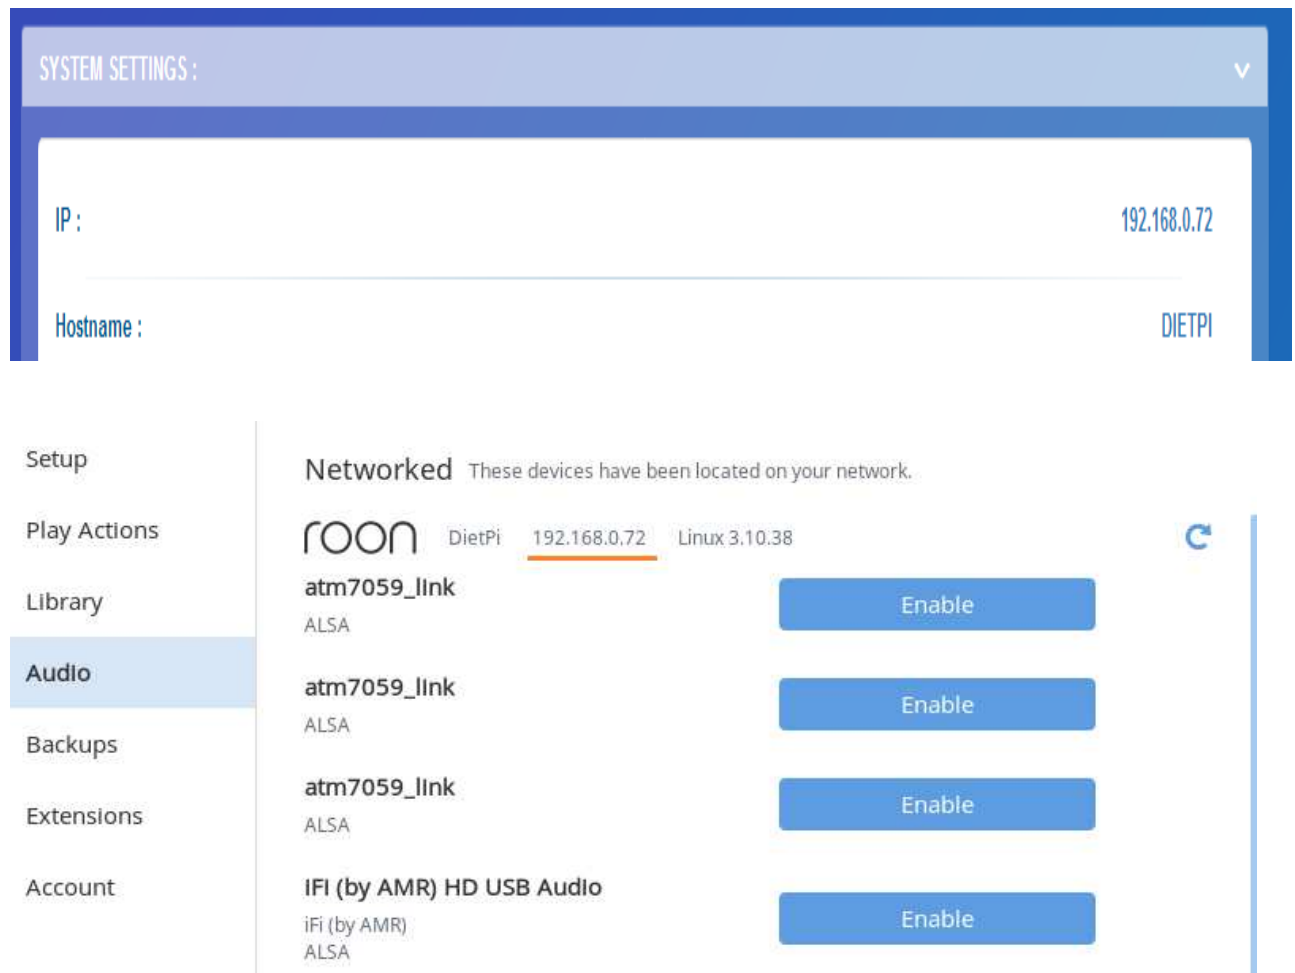 SYSTEM SETTINGS :
IP : 192.168.0.72
Hostname : DIETPI
Setup
Play Actions
Library
Audio
Backups
Extensions
Account
Networked These devices have been located on your network.
roon DietPi 192.168.0.72 Linux 3.10.38
atm7059_link
ALSA
Enable
atm7059_link
ALSA
Enable
atm7059_link
ALSA
Enable
iFi (by AMR) HD USB Audio
iFi (by AMR)
ALSA
Enable